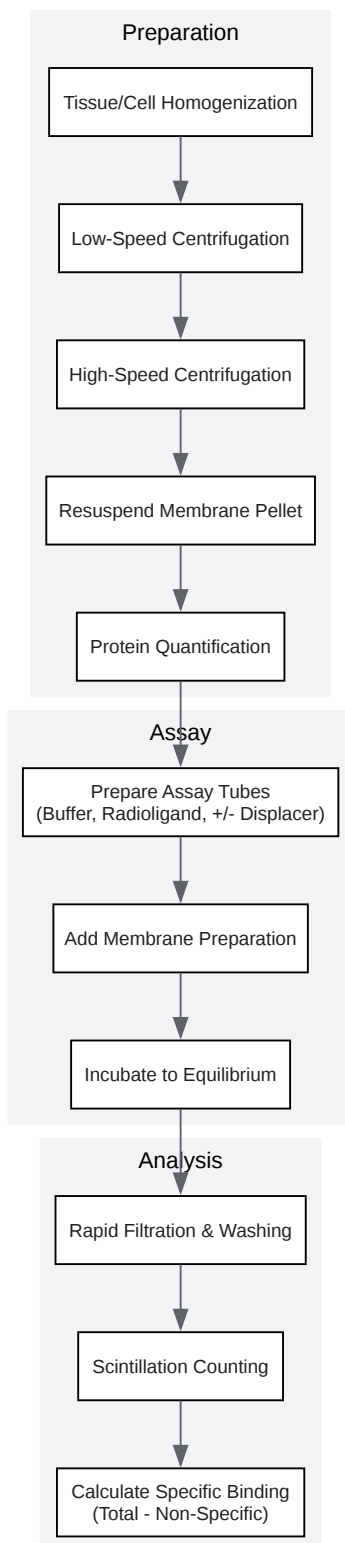 Preparation
Tissue/Cell Homogenization
Low-Speed Centrifugation
High-Speed Centrifugation
Resuspend Membrane Pellet
Protein Quantification
Assay
Prepare Assay Tubes
(Buffer, Radioligand, +/- Displacer)
Add Membrane Preparation
Incubate to Equilibrium
Analysis
Rapid Filtration & Washing
Scintillation Counting
Calculate Specific Binding
(Total - Non-Specific)